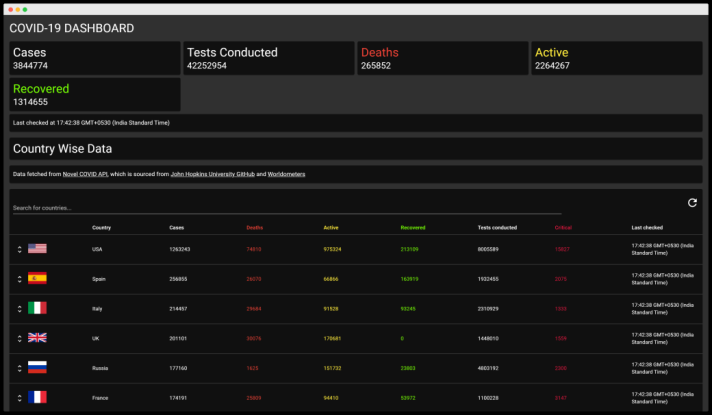 COVID-19 DASHBOARD
Cases
3844774
Tests Conducted
42252954
Deaths
265852
Active
2264267
Recovered
1314655
Last checked at 17:42:38 GMT+0530 (India Standard Time)
Country Wise Data
Data fetched from Novel COVID API, which is sourced from John Hopkins University GitHub and Worldometers
Search for countries...
Country Cases Deaths Active Recovered Tests conducted Critical Last checked
USA 1263243 975324 213109 8005589 17:42:38 GMT+0530 (India
Standard Time)
Spain 256855 26070 66866 163919 1932455 2075 17:42:38 GMT+0530 (India
Standard Time)
Italy 214457 29684 91528 93245 2310929 17:42:38 GMT+0530 (India
Standard Time)
UK 201101 30076 170681 0 1448010 1559 17:42:38 GMT+0530 (India
Standard Time)
Russia 177160 1625 151732 23803 4803192 2300 17:42:38 GMT+0530 (India
Standard Time)
France 174191 25809 94410 53972 1100228 3147 17:42:38 GMT+0530 (India
Standard Time)